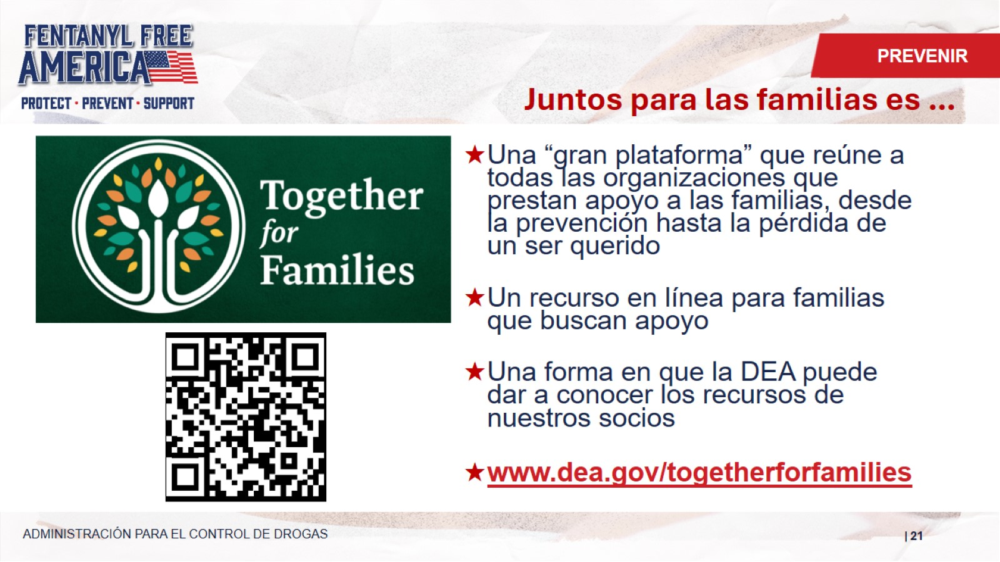 FENTANYL FREE
AMERICA
PROTECT • PREVENT • SUPPORT
PREVENIR
Juntos para las familias es ...
Together
for
Families
★Una “gran plataforma” que reúne a
todas las organizaciones que
prestan apoyo a las familias, desde
la prevención hasta la pérdida de
un ser querido
★Un recurso en línea para familias
que buscan apoyo
★Una forma en que la DEA puede
dar a conocer los recursos de
nuestros socios
★www.dea.gov/togetherforfamilies
ADMINISTRACIÓN PARA EL CONTROL DE DROGAS
| 21